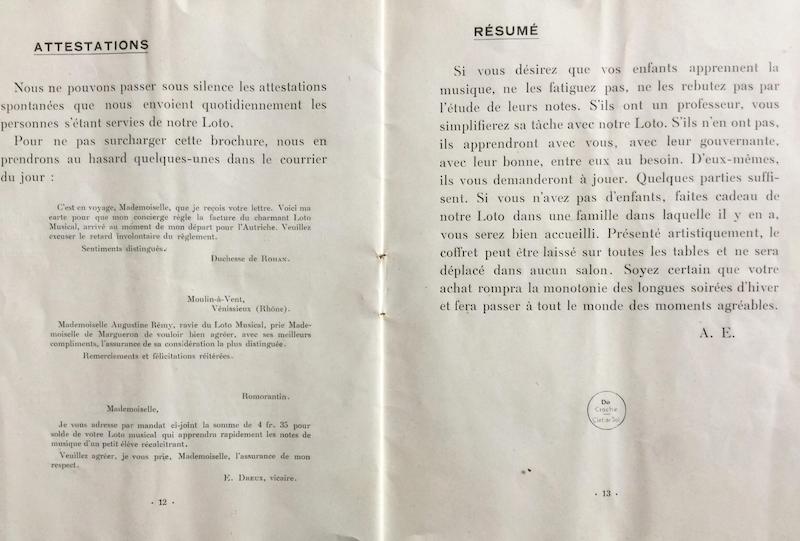 ATTESTATIONS
Nous ne pouvons passer sous silence les attestations
spontanées que nous envoient quotidiennement les
personnes s'étant servies de notre Loto.
Pour ne pas surcharger cette brochure, nous en
prendrons au hasard quelques-unes dans le courrier
du jour :
C'est en voyage, Mademoiselle, que je reçois votre lettre. Voici ma
carte pour que mon concierge règle la facture du charmant Loto
Musical, arrivé au moment de mon départ pour l'Autriche. Veuillez
excuser le retard involontaire du règlement.
Sentiments distingués.
Duchesse de Rohan.
Moulin-à-Vent,
Vénissieux (Rhône).
Mademoiselle Augustine Rémy, ravie du Loto Musical, prie Made-
moiselle de Margueron de vouloir bien agréer, avec ses meilleurs
compliments, l'assurance de sa considération la plus distinguée.
Remerciements et félicitations réitérées.
Romorantin.
Mademoiselle,
Je vous adresse par mandat ci-joint la somme de 4 fr. 35 pour
solde de votre Loto musical qui apprendra rapidement les notes de
musique d'un petit élève récalcitrant.
Veuillez agréer, je vous prie, Mademoiselle, l'assurance de mon
respect.
E. Dreux, vicaire.
· 12 ·
RÉSUMÉ
Si vous désirez que vos enfants apprennent la
musique, ne les fatiguez pas, ne les rebutez pas par
l'étude de leurs notes. S'ils ont un professeur, vous
simplifierez sa tâche avec notre Loto. S'ils n'en ont pas,
ils apprendront avec vous, avec leur gouvernante,
avec leur bonne, entre eux au besoin. D'eux-mêmes,
ils vous demanderont à jouer. Quelques parties suffi-
sent. Si vous n'avez pas d'enfants, faites cadeau de
notre Loto dans une famille dans laquelle il y en a,
vous serez bien accueilli. Présenté artistiquement, le
coffret peut être laissé sur toutes les tables et ne sera
déplacé dans aucun salon. Soyez certain que votre
achat rompra la monotonie des longues soirées d'hiver
et fera passer à tout le monde des moments agréables.
A. E.
Do
Croche
Clef de Sol
· 13 ·